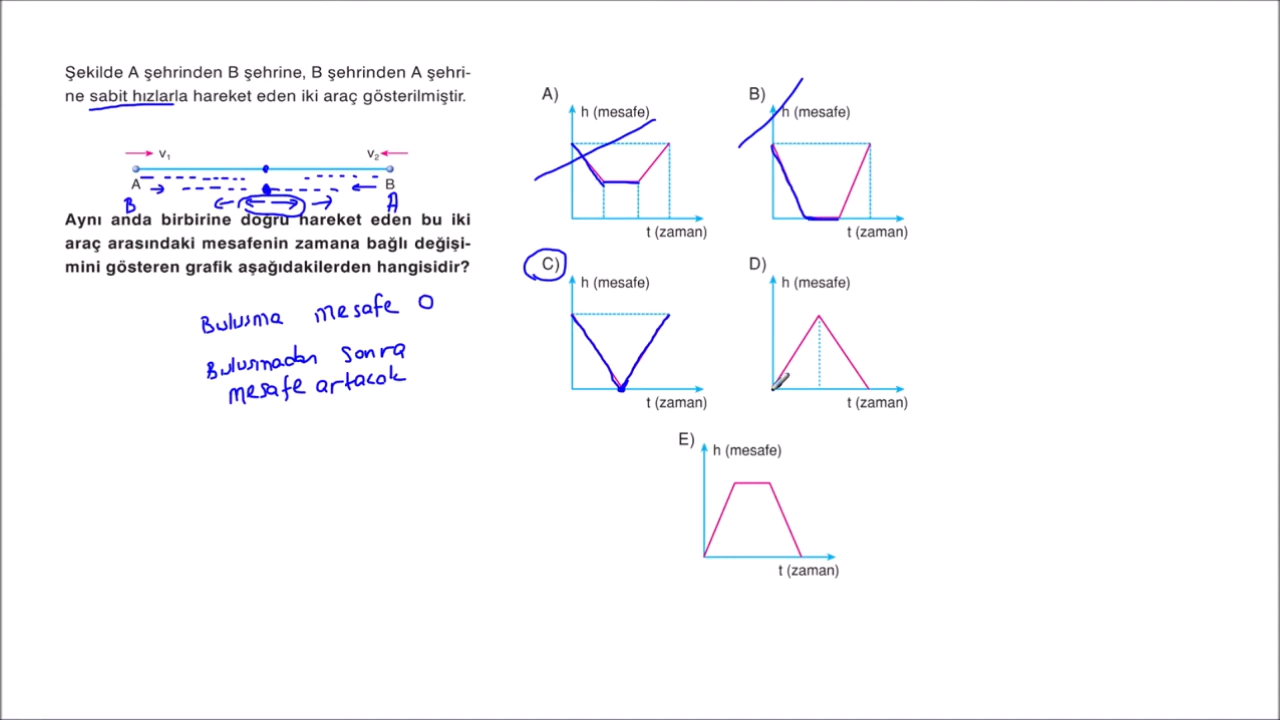 Şekilde A şehrinden B şehrine, B şehrinden A şehri-
ne sabit hızlarla hareket eden iki araç gösterilmiştir.
v₁ v₂
A B
B A
Aynı anda birbirine doğru hareket eden bu iki
araç arasındaki mesafenin zamana bağlı değişi-
mini gösteren grafik aşağıdakilerden hangisidir?
Buluşma mesafe 0
Buluşmadan sonra
mesafe artacak
A)
h (mesafe)
t (zaman)
B)
h (mesafe)
t (zaman)
C)
h (mesafe)
t (zaman)
D)
h (mesafe)
t (zaman)
E)
h (mesafe)
t (zaman)